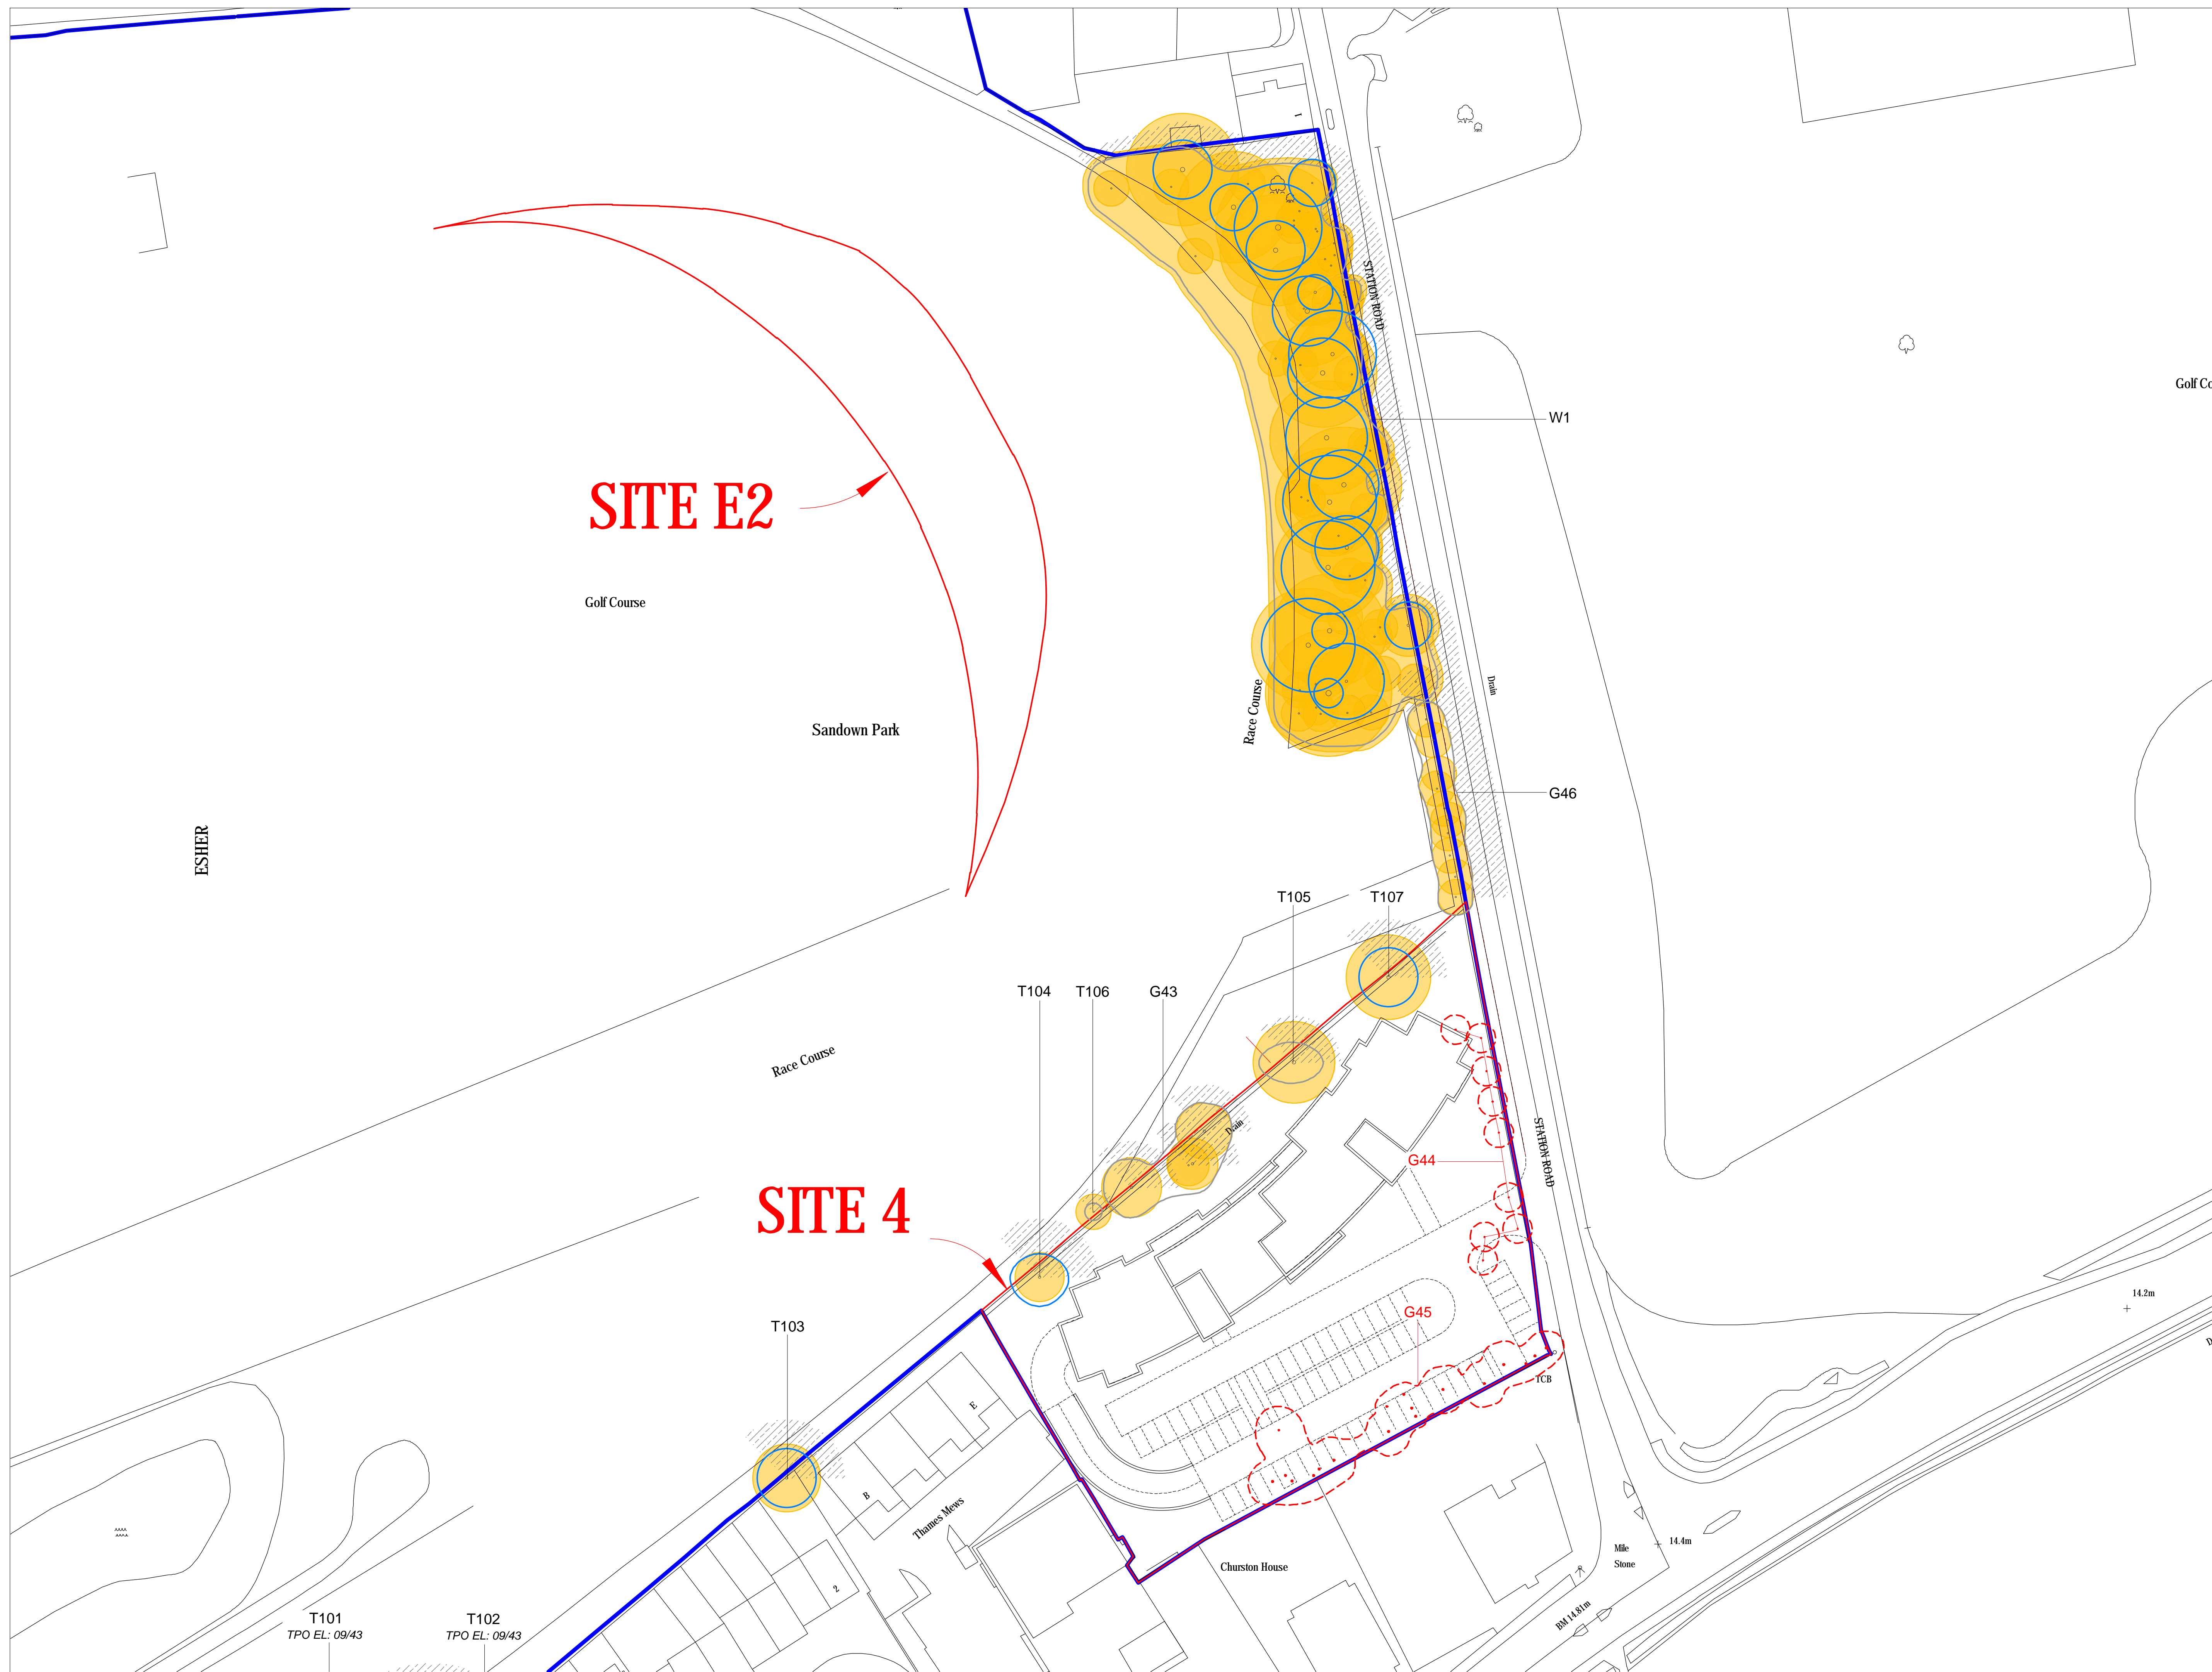 1
STATION ROAD
Golf Co
W1
SITE E2
Golf Course
Drain
Race Course
Sandown Park
G46
ESHER
T105
T107
T104
T106
G43
Race Course
Drain
STATION ROAD
G44
SITE 4
14.2m
G45
T103
TCB
E
B
Thames Mews
14.4m
Mile
Stone
Churston House
2
BM 14.81m
T101
TPO EL: 09/43
T102
TPO EL: 09/43